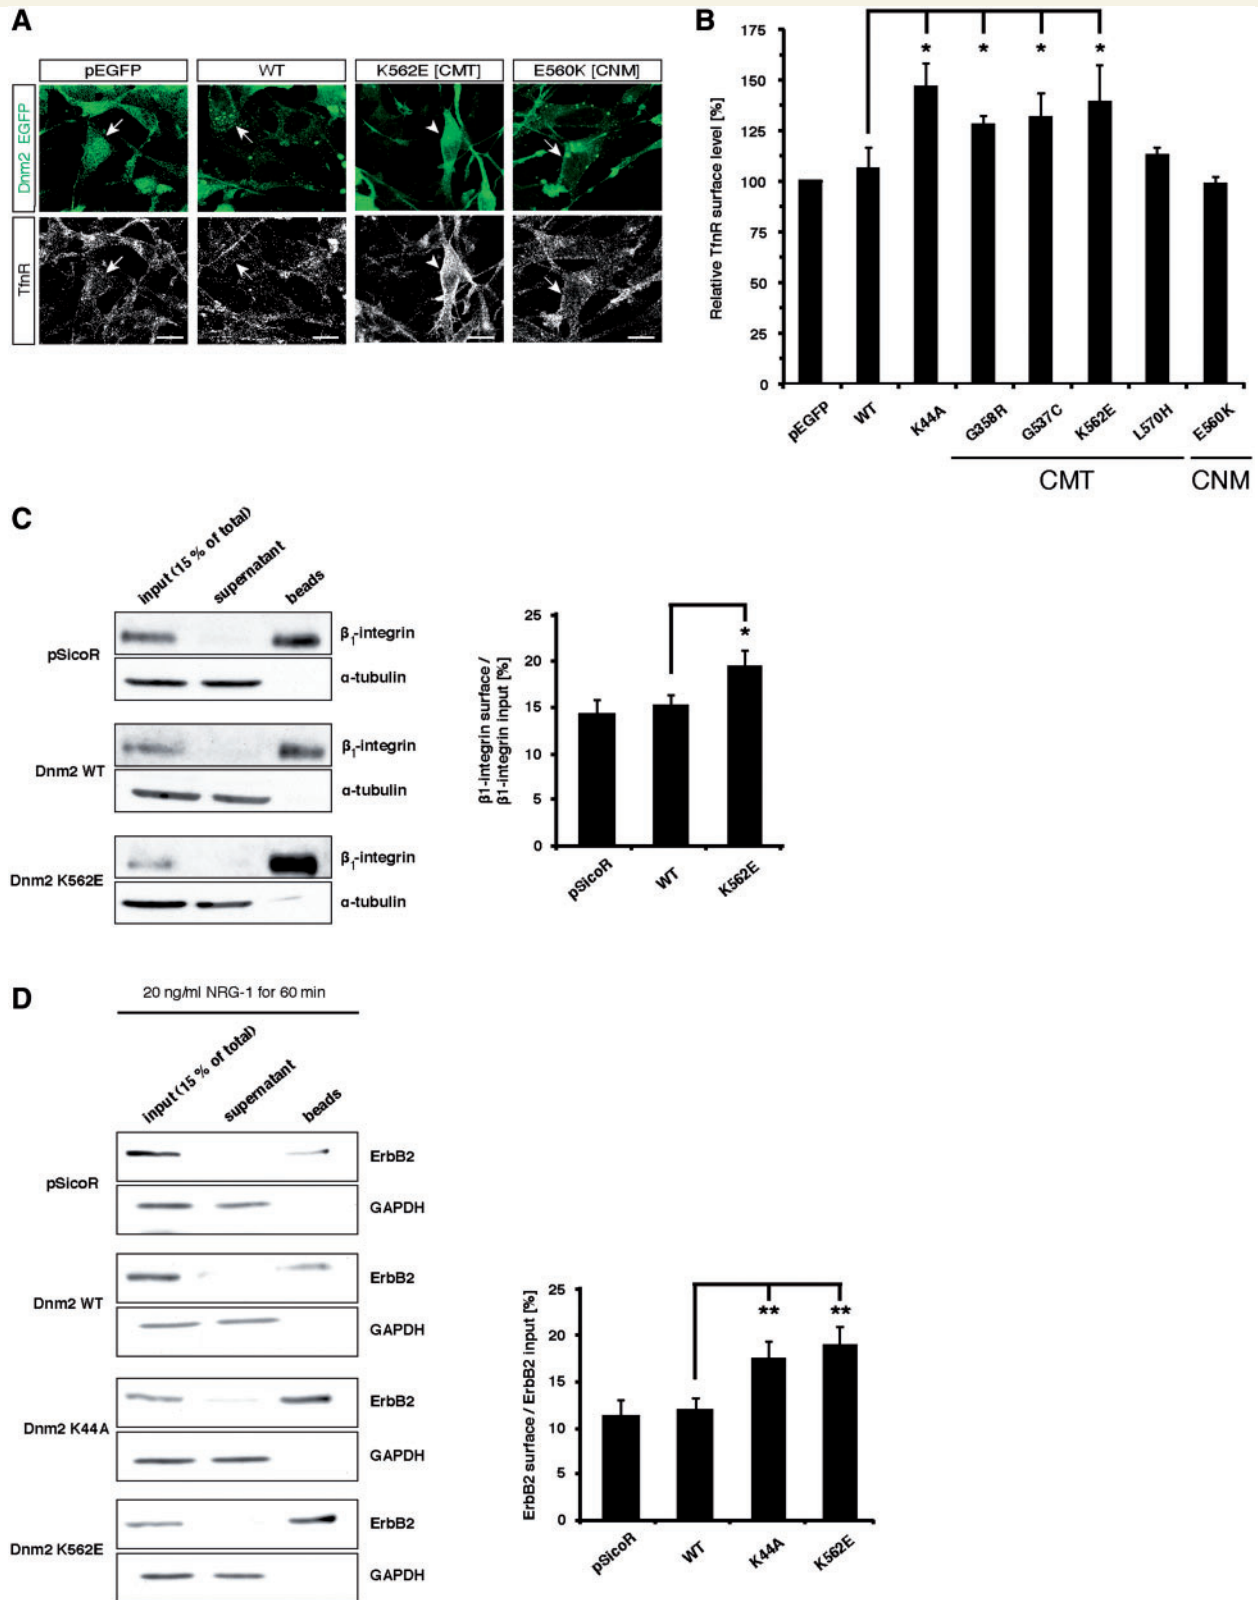 A
pEGFP
WT
K562E [CMT]
E560K [CNM]
Dnm2 EGFP
TfnR
B
Relative TfnR surface level [%]
175
150
125
100
75
50
25
0
*
*
*
*
pEGFP
WT
K44A
G358R
G537C
K562E
L570H
E560K
CMT
CNM
C
input (15 % of total)
supernatant
beads
pSicoR
β1-integrin
α-tubulin
Dnm2 WT
β1-integrin
α-tubulin
Dnm2 K562E
β1-integrin
α-tubulin
β1-integrin surface /
β1-integrin input [%]
25
20
15
10
5
0
*
pSicoR
WT
K562E
D
20 ng/ml NRG-1 for 60 min
input (15 % of total)
supernatant
beads
pSicoR
ErbB2
GAPDH
Dnm2 WT
ErbB2
GAPDH
Dnm2 K44A
ErbB2
GAPDH
Dnm2 K562E
ErbB2
GAPDH
ErbB2 surface / ErbB2 input [%]
25
20
15
10
5
0
**
**
pSicoR
WT
K44A
K562E